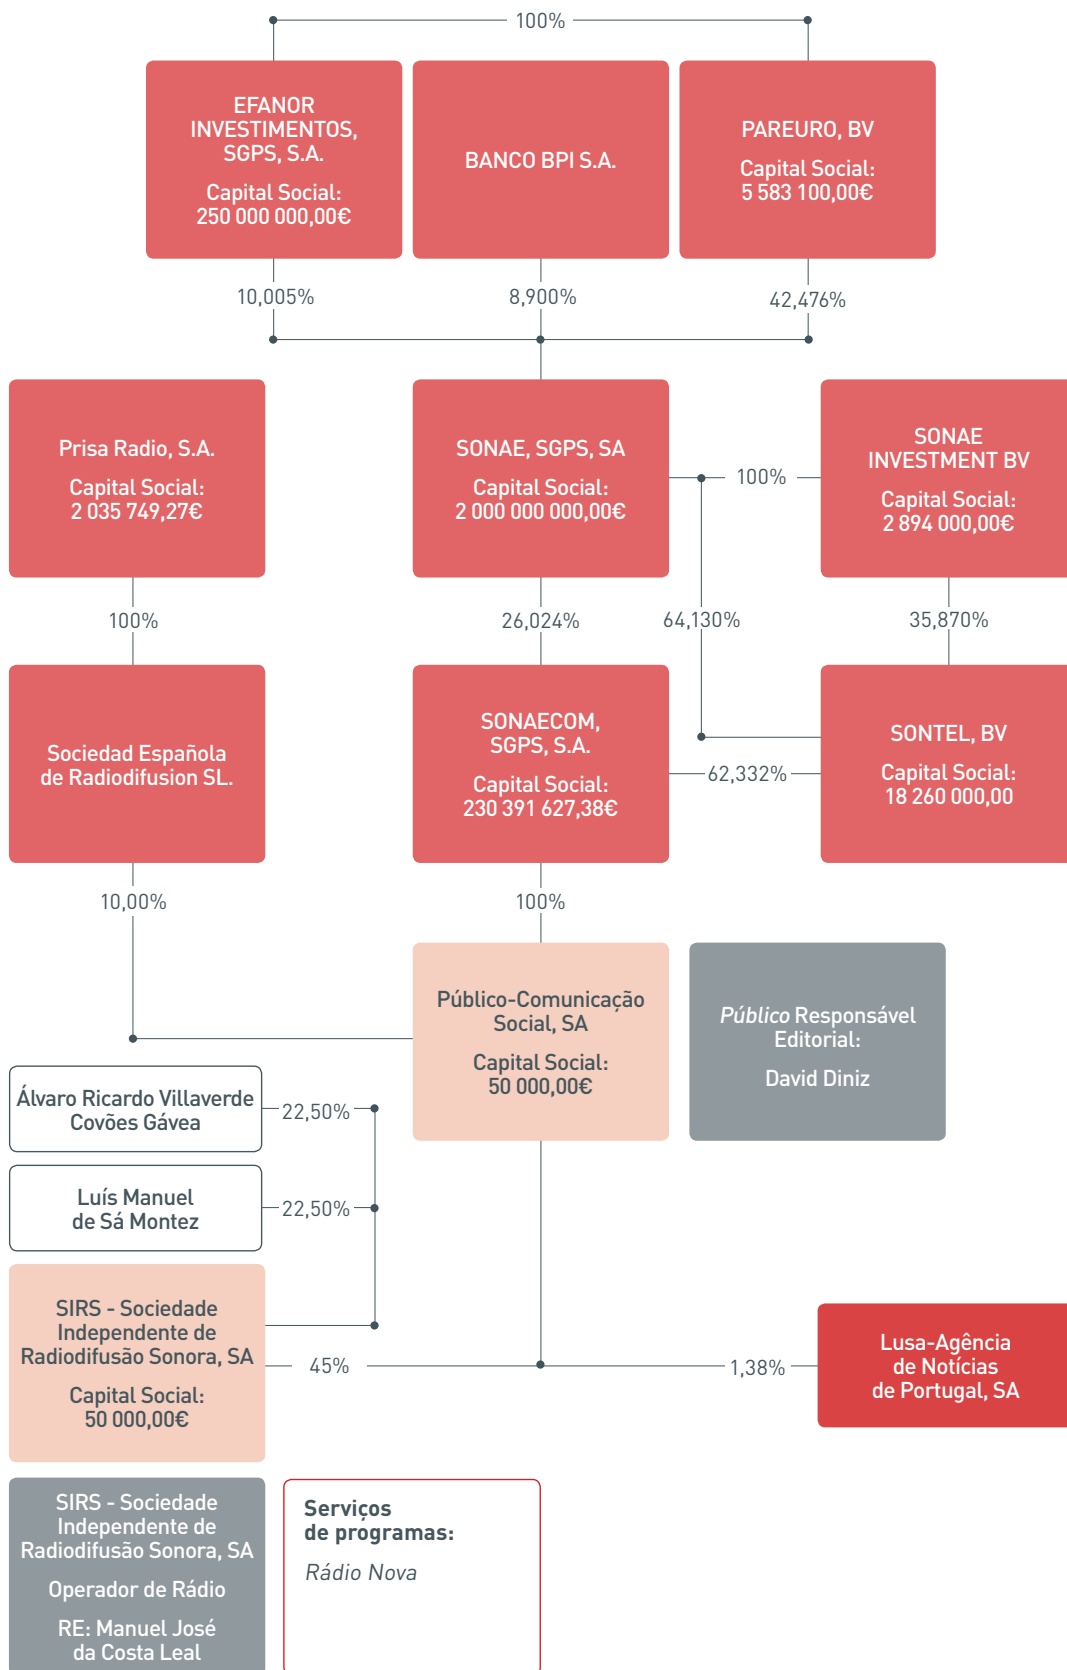 100%
EFANOR
INVESTIMENTOS,
SGPS, S.A.
Capital Social:
250 000 000,00€
BANCO BPI S.A.
PAREURO, BV
Capital Social:
5 583 100,00€
10,005%
8,900%
42,476%
Prisa Radio, S.A.
Capital Social:
2 035 749,27€
SONAE, SGPS, SA
Capital Social:
2 000 000 000,00€
100%
SONAE
INVESTMENT BV
Capital Social:
2 894 000,00€
100%
26,024%
64,130%
35,870%
Sociedad Española
de Radiodifusion SL.
SONAECOM,
SGPS, S.A.
Capital Social:
230 391 627,38€
62,332%
SONTEL, BV
Capital Social:
18 260 000,00
10,00%
100%
Público-Comunicação
Social, SA
Capital Social:
50 000,00€
Público Responsável
Editorial:
David Diniz
Álvaro Ricardo Villaverde
Covões Gávea
22,50%
Luís Manuel
de Sá Montez
22,50%
SIRS - Sociedade
Independente de
Radiodifusão Sonora, SA
Capital Social:
50 000,00€
45%
1,38%
Lusa-Agência
de Notícias
de Portugal, SA
SIRS - Sociedade
Independente de
Radiodifusão Sonora, SA
Operador de Rádio
RE: Manuel José
da Costa Leal
Serviços
de programas:
Rádio Nova